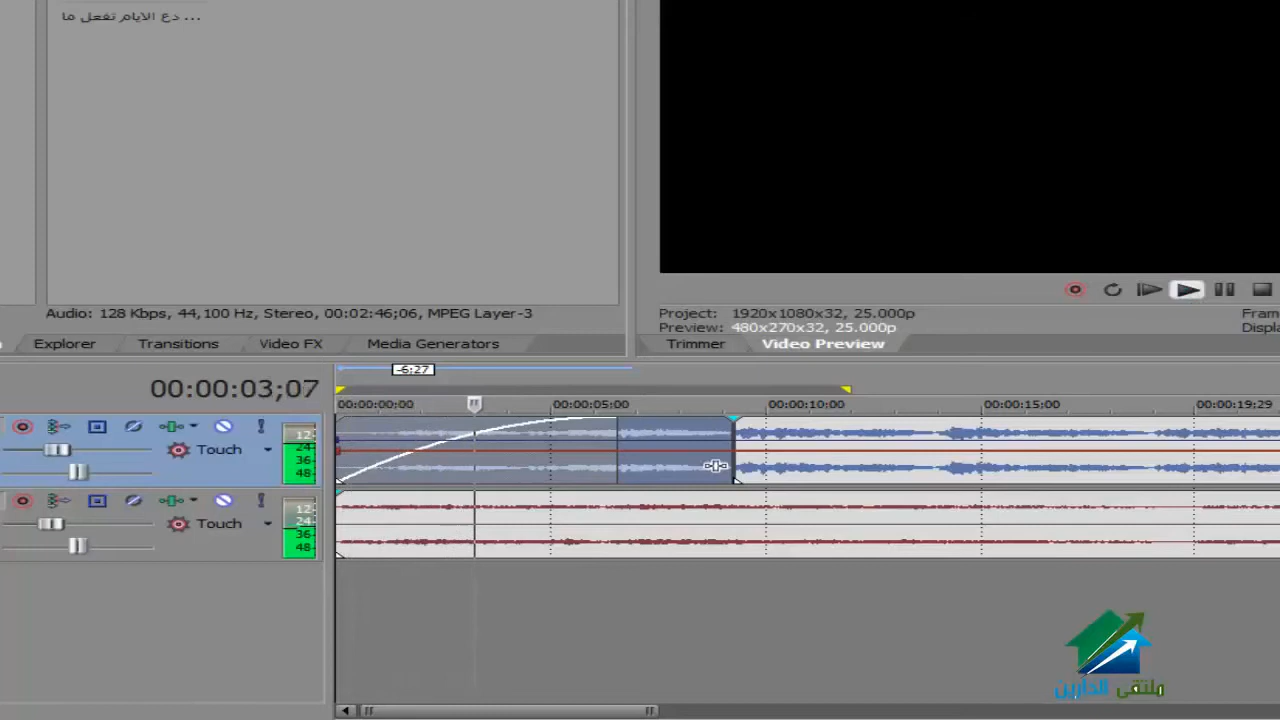 دع الايام تفعل ما ...
Audio: 128 Kbps, 44,100 Hz, Stereo, 00:02:46;06, MPEG Layer-3
Project: 1920x1080x32, 25.000p
Fram
Preview: 480x270x32, 25.000p
Displa
Explorer
Transitions
Video FX
Media Generators
Trimmer
Video Preview
-6;27
00:00:03;07
00:00:00;00
00:00:05;00
00:00:10;00
00:00:15;00
00:00:19;29
12
24
36
48
Touch
12
24
36
48
Touch
ملتقى الدارين